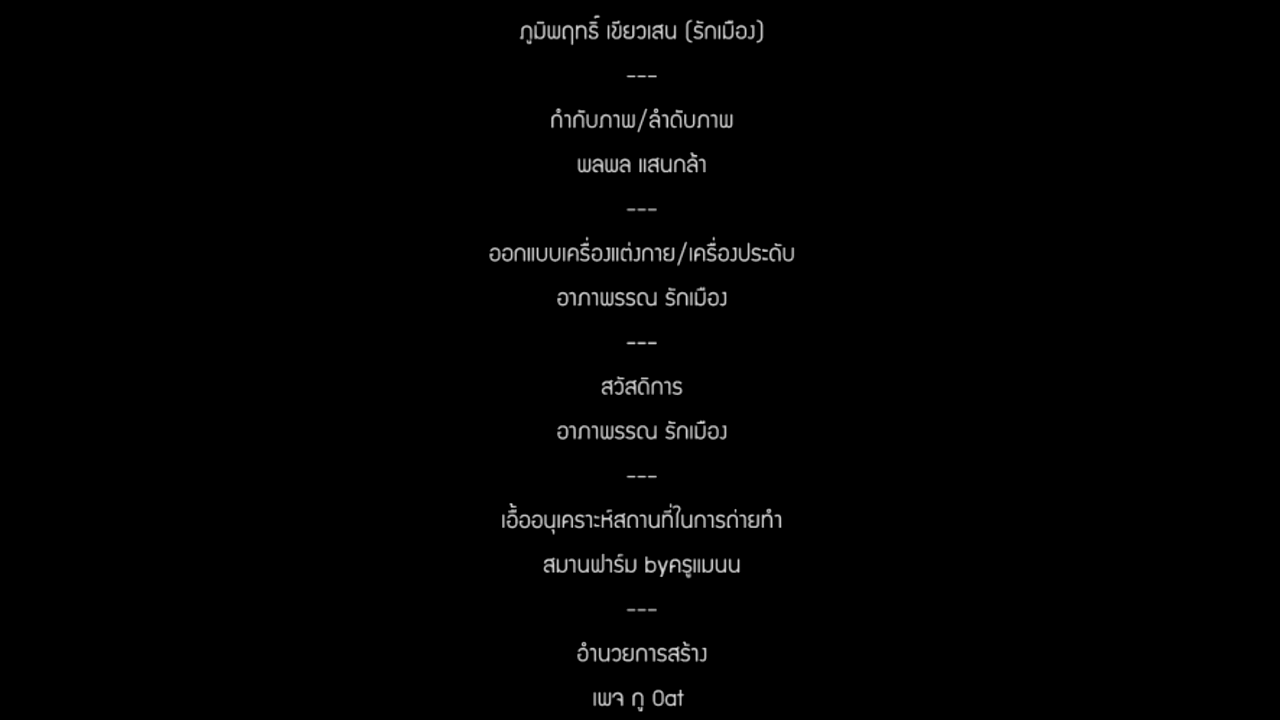 ภูมิพฤทธิ์ เขียวเสน (รักเมือง)
---
กำกับภาพ/ลำดับภาพ
พลพล แสนกล้า
---
ออกแบบเครื่องแต่งกาย/เครื่องประดับ
อาภาพรรณ รักเมือง
---
สวัสดิการ
อาภาพรรณ รักเมือง
---
เอื้ออนุเคราะห์สถานที่ในการถ่ายทำ
สมานฟาร์ม byครูแมนน
---
อำนวยการสร้าง
เพจ กู Oat